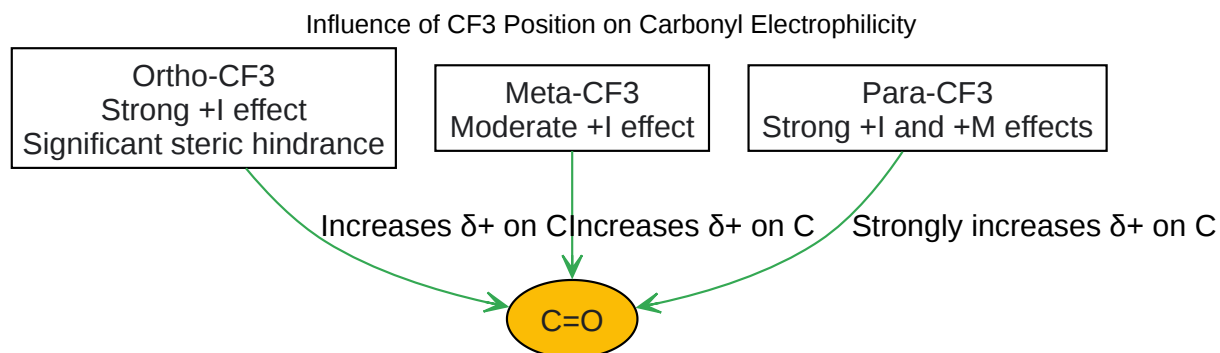 Influence of CF3 Position on Carbonyl Electrophilicity
Ortho-CF3
Strong +I effect
Significant steric hindrance
Meta-CF3
Moderate +I effect
Para-CF3
Strong +I and +M effects
Increases δ+ on C
Increases δ+ on C
Strongly increases δ+ on C
C=O